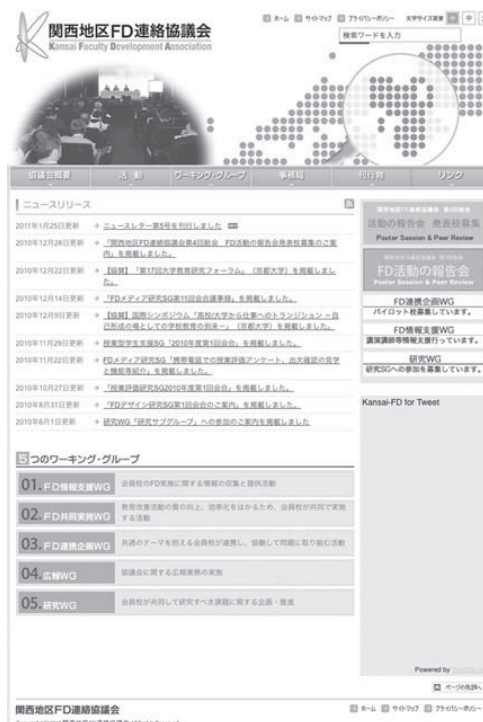 関西地区FD連絡協議会
Kansai Faculty Development Association
ホーム サイトマップ プライバシーポリシー 文字サイズ変更 中
検索ワードを入力
協議会概要 活動 ワーキング・グループ 事務局 刊行物 リンク
ニュースリリース
2011年1月25日更新 → ニュースレター第5号を刊行しました
2010年12月28日更新 → 「関西地区FD連絡協議会第4回総会 FD活動の報告会発表校募集のご案内」を掲載しました。
2010年12月22日更新 → 【協賛】「第17回大学教育研究フォーラム」（京都大学）を掲載しました。
2010年12月14日更新 → 「FDメディア研究SG第11回会合議事録」を掲載しました。
2010年12月9日更新 → 【協賛】国際シンポジウム「高校/大学から仕事へのトランジション －自己形成の場としての学校教育の到来－」（京都大学）を掲載しました。
2010年11月29日更新 → 授業型学生支援SG「2010年度第1回会合」を掲載しました。
2010年11月22日更新 → FDメディア研究SG「携帯電話での授業評価アンケート、出欠確認の見学と機能等紹介」を掲載しました。
2010年10月27日更新 → 「授業評価研究SG2010年度第1回会合」を掲載しました。
2010年8月31日更新 → 「FDデザイン研究SG第1回会合のご案内」を掲載しました。
2010年6月1日更新 → 研究WG「研究サブグループ」への参加のご案内を掲載しました
活動の報告会 発表校募集
Poster Session & Peer Review
FD活動の報告会
Poster Session & Peer Review
FD連携企画WG
パイロット校募集しています。
FD情報支援WG
講演講師等情報支援行っています。
研究WG
研究SGへの参加を募集しています。
Kansai-FD for Tweet
Powered by
5つのワーキング・グループ
01.FD情報支援WG 会員校のFD実施に関する情報の収集と提供活動
02.FD共同実施WG 教育改善活動の質の向上、効率化をはかるため、会員校が共同で実施する活動
03.FD連携企画WG 共通のテーマを抱える会員校が連携し、協働して問題に取り組む活動
04.広報WG 協議会に関する広報業務の実施
05.研究WG 会員校が共同して研究すべき課題に関する企画・推進
ページの先頭へ
関西地区FD連絡協議会
ホーム サイトマップ プライバシーポリシー